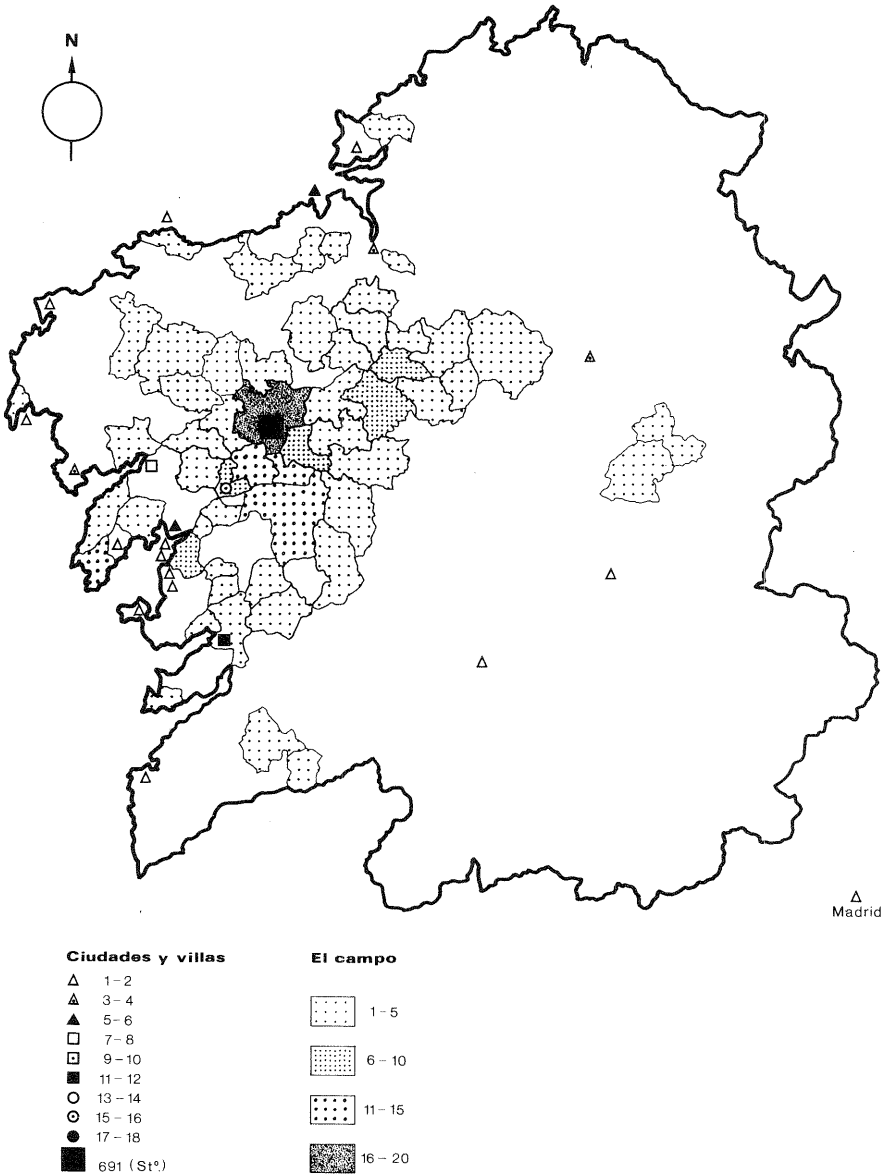 N
Madrid
Ciudades y villas
1-2
3-4
5-6
7-8
9-10
11-12
13-14
15-16
17-18
691 (Stº.)
El campo
1-5
6-10
11-15
16-20